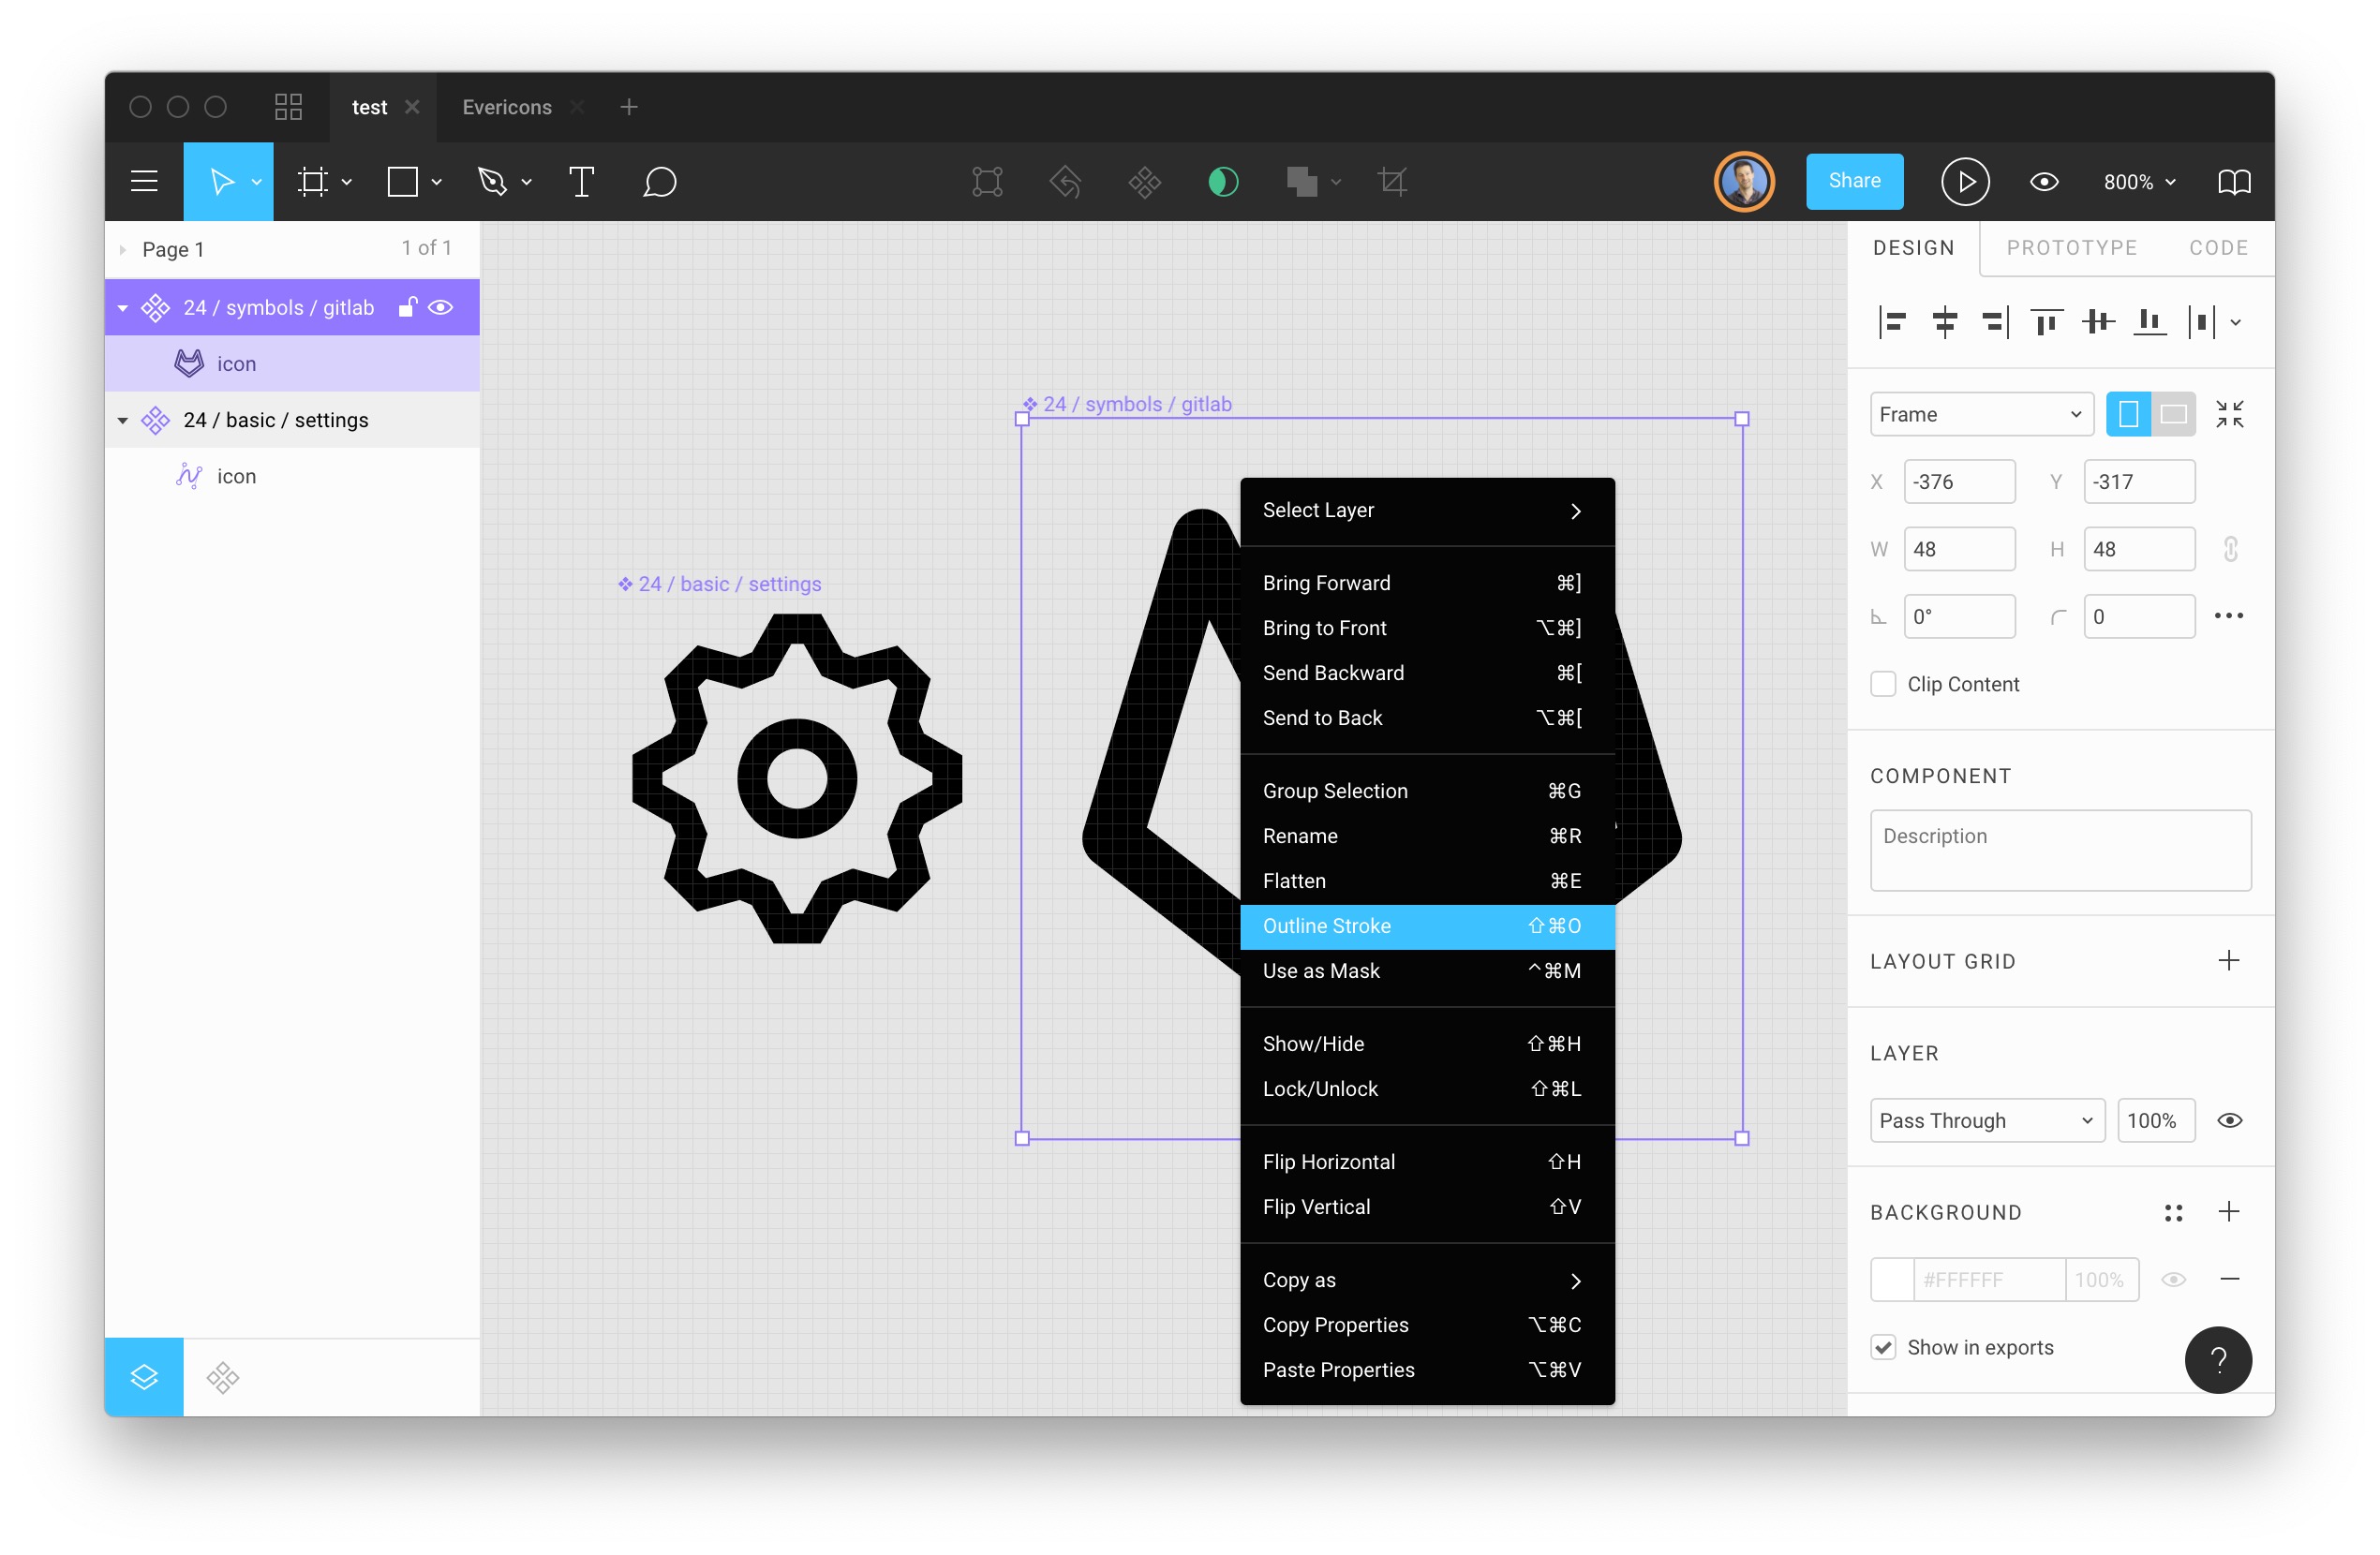 test
Evericons
Share
800%
Page 1
1 of 1
24 / symbols / gitlab
icon
24 / basic / settings
icon
24 / symbols / gitlab
24 / basic / settings
Select Layer
Bring Forward ⌘]
Bring to Front ⌥⌘]
Send Backward ⌘[
Send to Back ⌥⌘[
Group Selection ⌘G
Rename ⌘R
Flatten ⌘E
Outline Stroke ⇧⌘O
Use as Mask ^⌘M
Show/Hide ⇧⌘H
Lock/Unlock ⇧⌘L
Flip Horizontal ⇧H
Flip Vertical ⇧V
Copy as
Copy Properties ⌥⌘C
Paste Properties ⌥⌘V
DESIGN PROTOTYPE CODE
Frame
X -376 Y -317
W 48 H 48
0° 0
Clip Content
COMPONENT
Description
LAYOUT GRID
LAYER
Pass Through 100%
BACKGROUND
#FFFFFF 100%
Show in exports
?